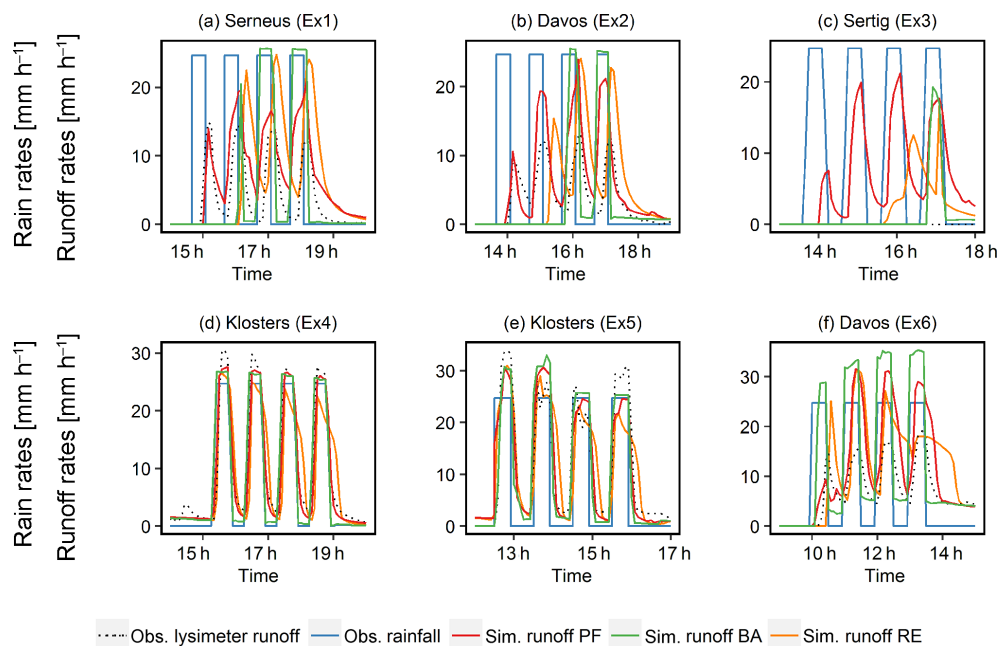 (a) Serneus (Ex1)
(b) Davos (Ex2)
(c) Sertig (Ex3)
Rain rates [mm h⁻¹]
Runoff rates [mm h⁻¹]
20
10
0
15 h
17 h
19 h
Time
20
10
0
14 h
16 h
18 h
Time
20
10
0
14 h
16 h
18 h
Time
(d) Klosters (Ex4)
(e) Klosters (Ex5)
(f) Davos (Ex6)
Rain rates [mm h⁻¹]
Runoff rates [mm h⁻¹]
30
20
10
0
15 h
17 h
19 h
Time
30
20
10
0
13 h
15 h
17 h
Time
30
20
10
0
10 h
12 h
14 h
Time
Obs. lysimeter runoff
Obs. rainfall
Sim. runoff PF
Sim. runoff BA
Sim. runoff RE